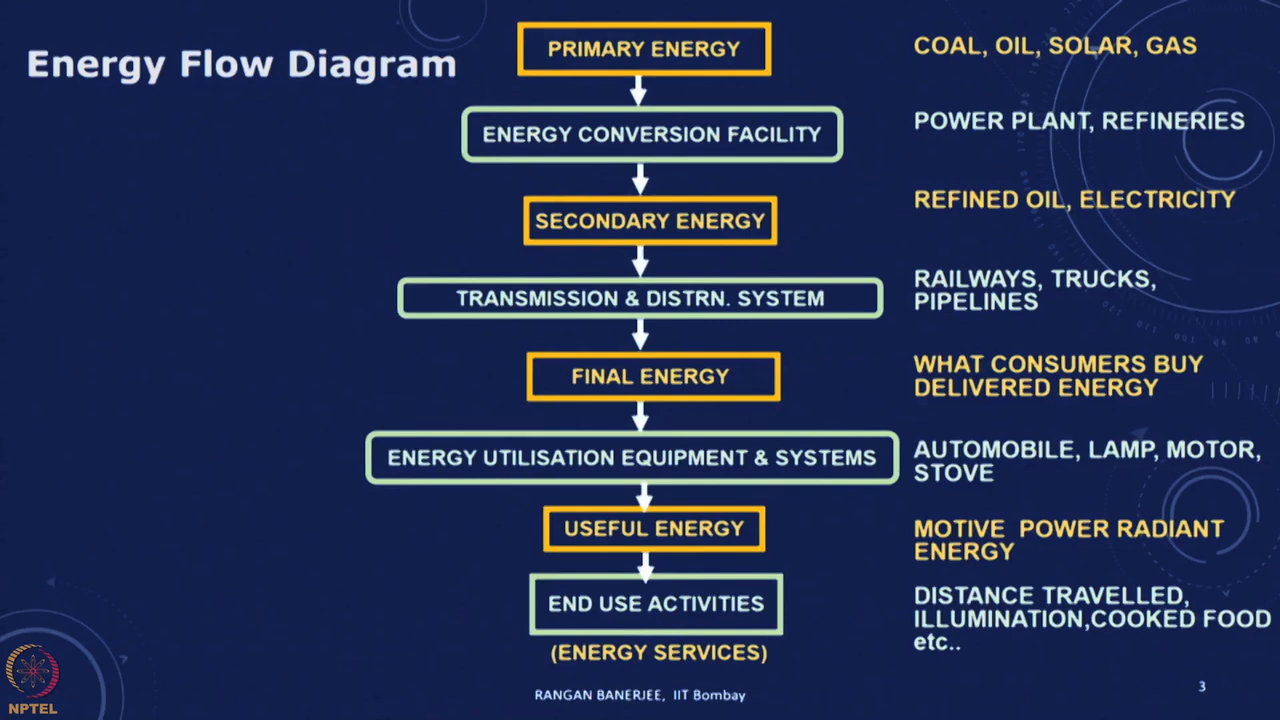 Energy Flow Diagram
PRIMARY ENERGY
COAL, OIL, SOLAR, GAS
ENERGY CONVERSION FACILITY
POWER PLANT, REFINERIES
SECONDARY ENERGY
REFINED OIL, ELECTRICITY
TRANSMISSION & DISTRN. SYSTEM
RAILWAYS, TRUCKS,
PIPELINES
FINAL ENERGY
WHAT CONSUMERS BUY
DELIVERED ENERGY
ENERGY UTILISATION EQUIPMENT & SYSTEMS
AUTOMOBILE, LAMP, MOTOR,
STOVE
USEFUL ENERGY
MOTIVE POWER RADIANT
ENERGY
END USE ACTIVITIES
DISTANCE TRAVELLED,
ILLUMINATION,COOKED FOOD
etc..
(ENERGY SERVICES)
RANGAN BANERJEE, IIT Bombay
3
NPTEL